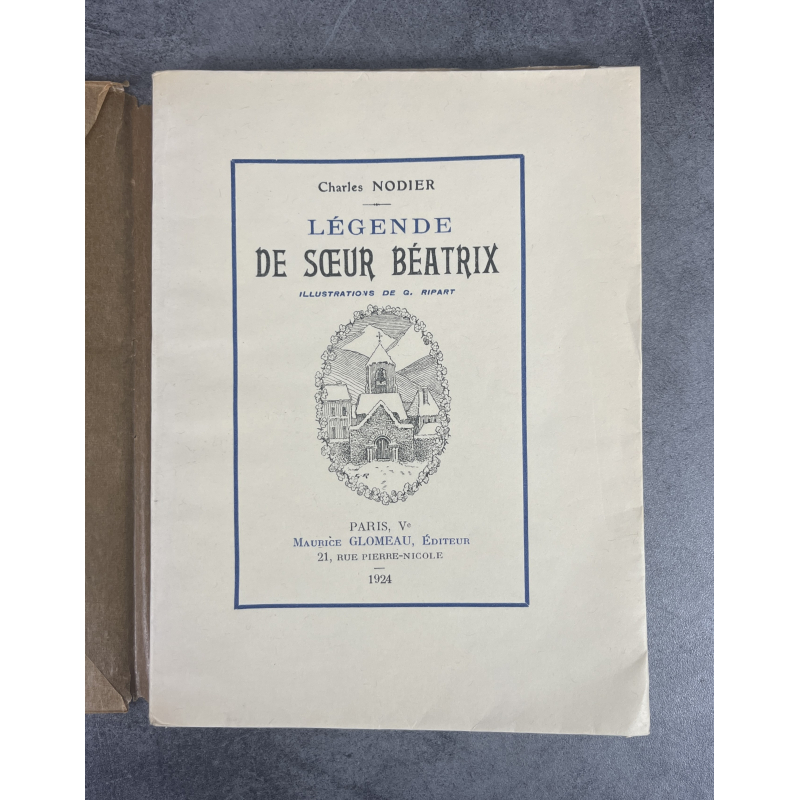 Charles NODIER
LÉGENDE
DE SŒUR BÉATRIX
ILLUSTRATIONS DE G. RIPART
G R
PARIS, Ve
MAURICE GLOMEAU, ÉDITEUR
21, RUE PIERRE-NICOLE
1924